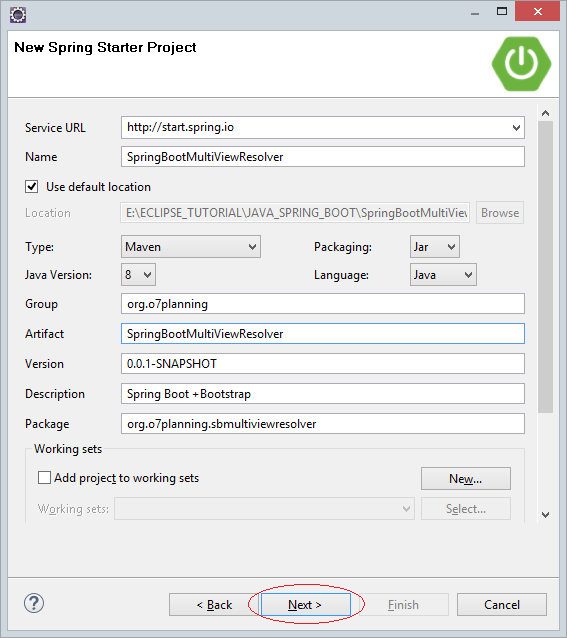 New Spring Starter Project
Service URL http://start.spring.io
Name SpringBootMultiViewResolver
Use default location
Location E:\ECLIPSE_TUTORIAL\JAVA_SPRING_BOOT\SpringBootMultiView Browse
Type: Maven Packaging: Jar
Java Version: 8 Language: Java
Group org.o7planning
Artifact SpringBootMultiViewResolver
Version 0.0.1-SNAPSHOT
Description Spring Boot +Bootstrap
Package org.o7planning.sbmultiviewresolver
Working sets
Add project to working sets New...
Working sets: Select...
? < Back Next > Finish Cancel